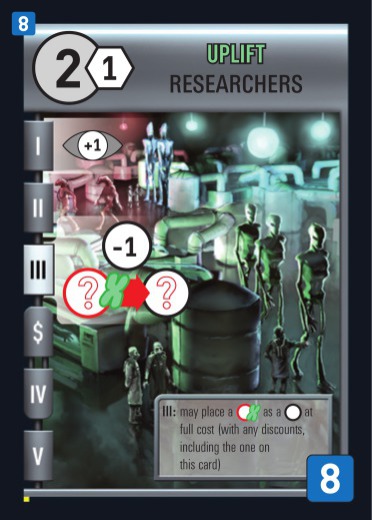 8
2 1
UPLIFT
RESEARCHERS
I
+1
II
-1
III
? ?
$
IV
V
III: may place a as a at
full cost (with any discounts,
including the one on
this card)
8